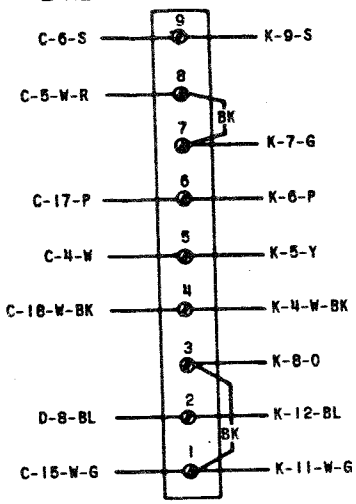 9
C-6-S K-9-S
8
C-5-W-R
BK
7
K-7-G
6
C-17-P K-6-P
5
C-4-W K-5-Y
4
C-18-W-BK K-4-W-BK
3
K-8-O
2
D-8-BL K-12-BL
BK
1
C-15-W-G K-11-W-G